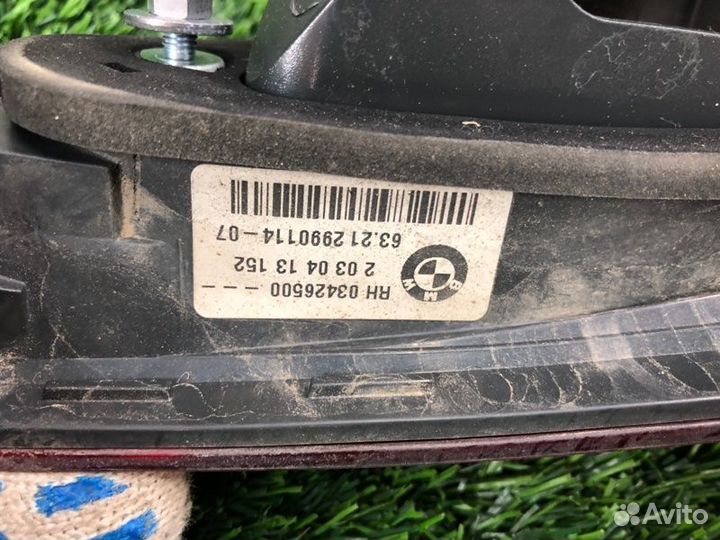 RH 03426500 - - -
2 03 04 13 152
63.21 2990114-07
BMW
Avito